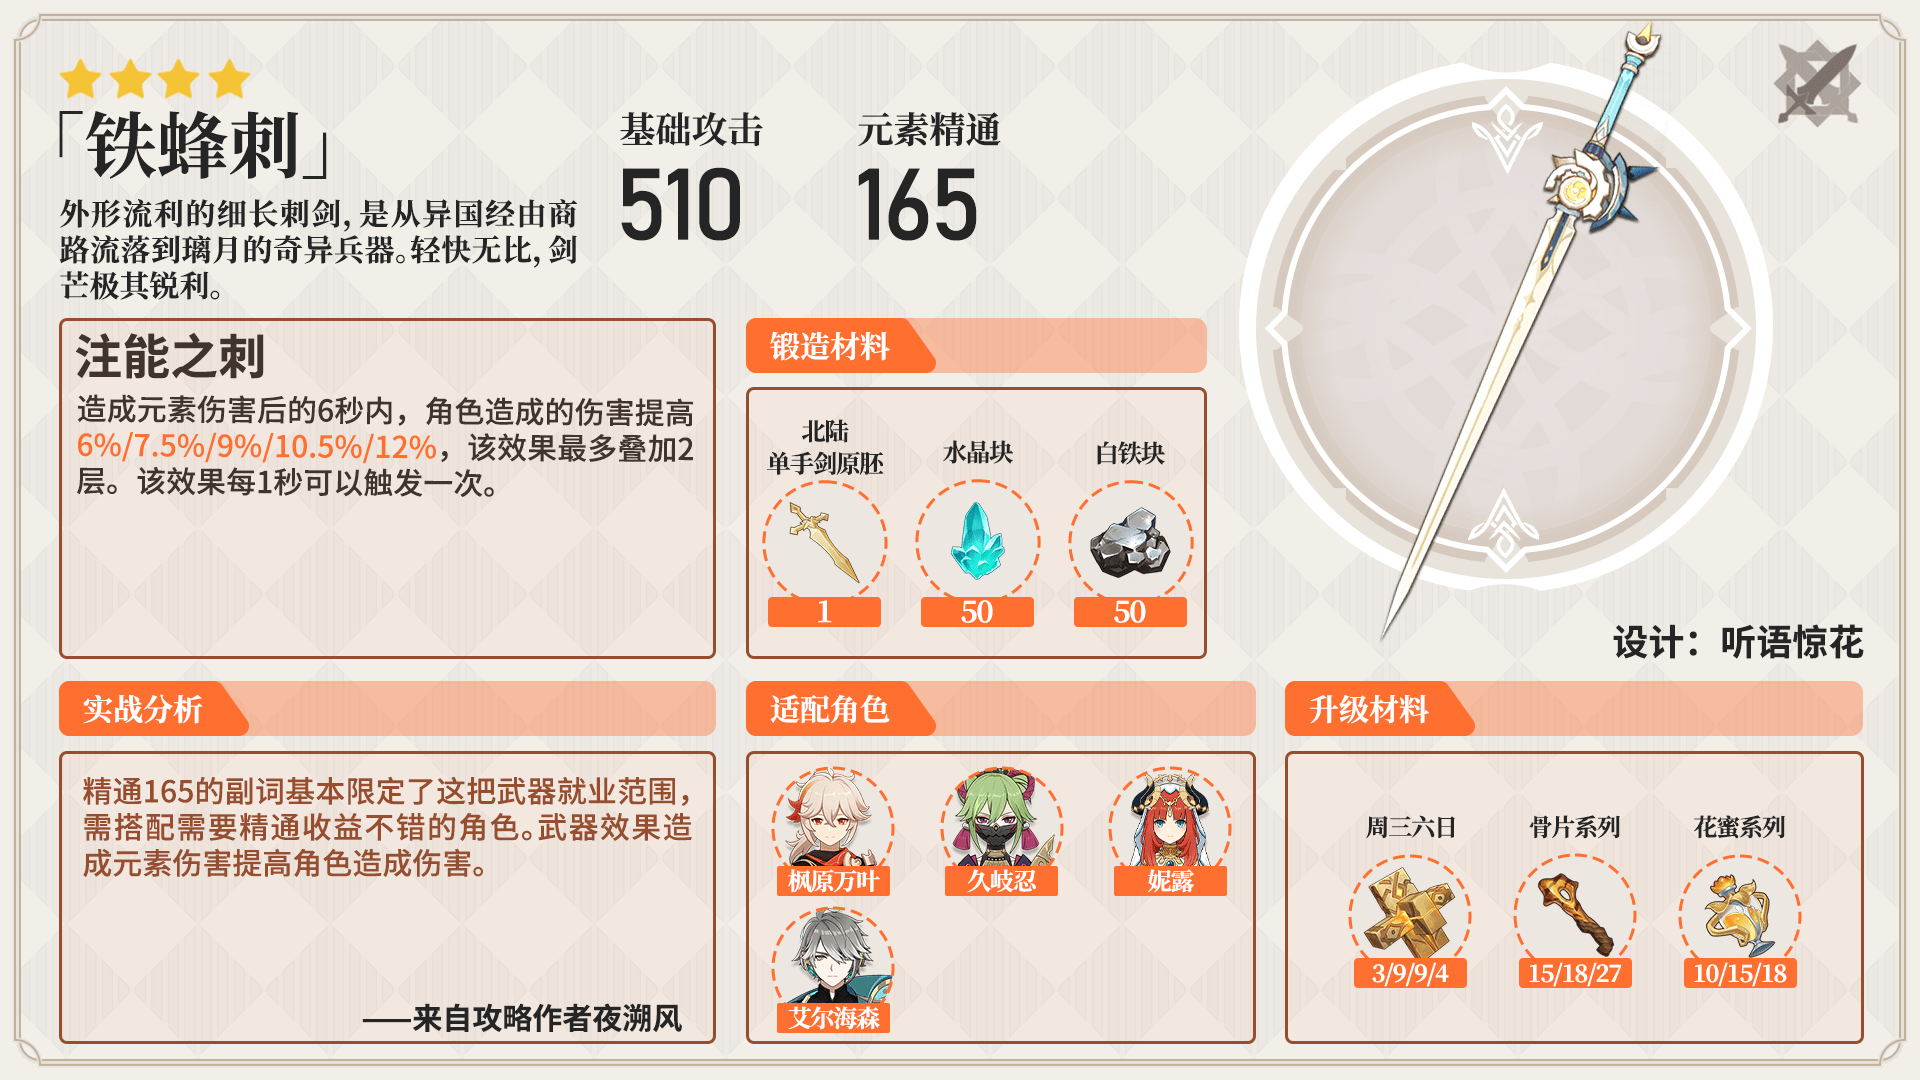 「铁蜂刺」
外形流利的细长刺剑，是从异国经由商
路流落到璃月的奇异兵器。轻快无比，剑
芒极其锐利。
基础攻击
510
元素精通
165
注能之刺
造成元素伤害后的6秒内，角色造成的伤害提高
6%/7.5%/9%/10.5%/12%，该效果最多叠加2
层。该效果每1秒可以触发一次。
锻造材料
北陆
单手剑原胚
1
水晶块
50
白铁块
50
设计：听语惊花
实战分析
精通165的副词基本限定了这把武器就业范围，
需搭配需要精通收益不错的角色。武器效果造
成元素伤害提高角色造成伤害。
——来自攻略作者夜溯风
适配角色
枫原万叶
久岐忍
妮露
艾尔海森
升级材料
周三六日
3/9/9/4
骨片系列
15/18/27
花蜜系列
10/15/18